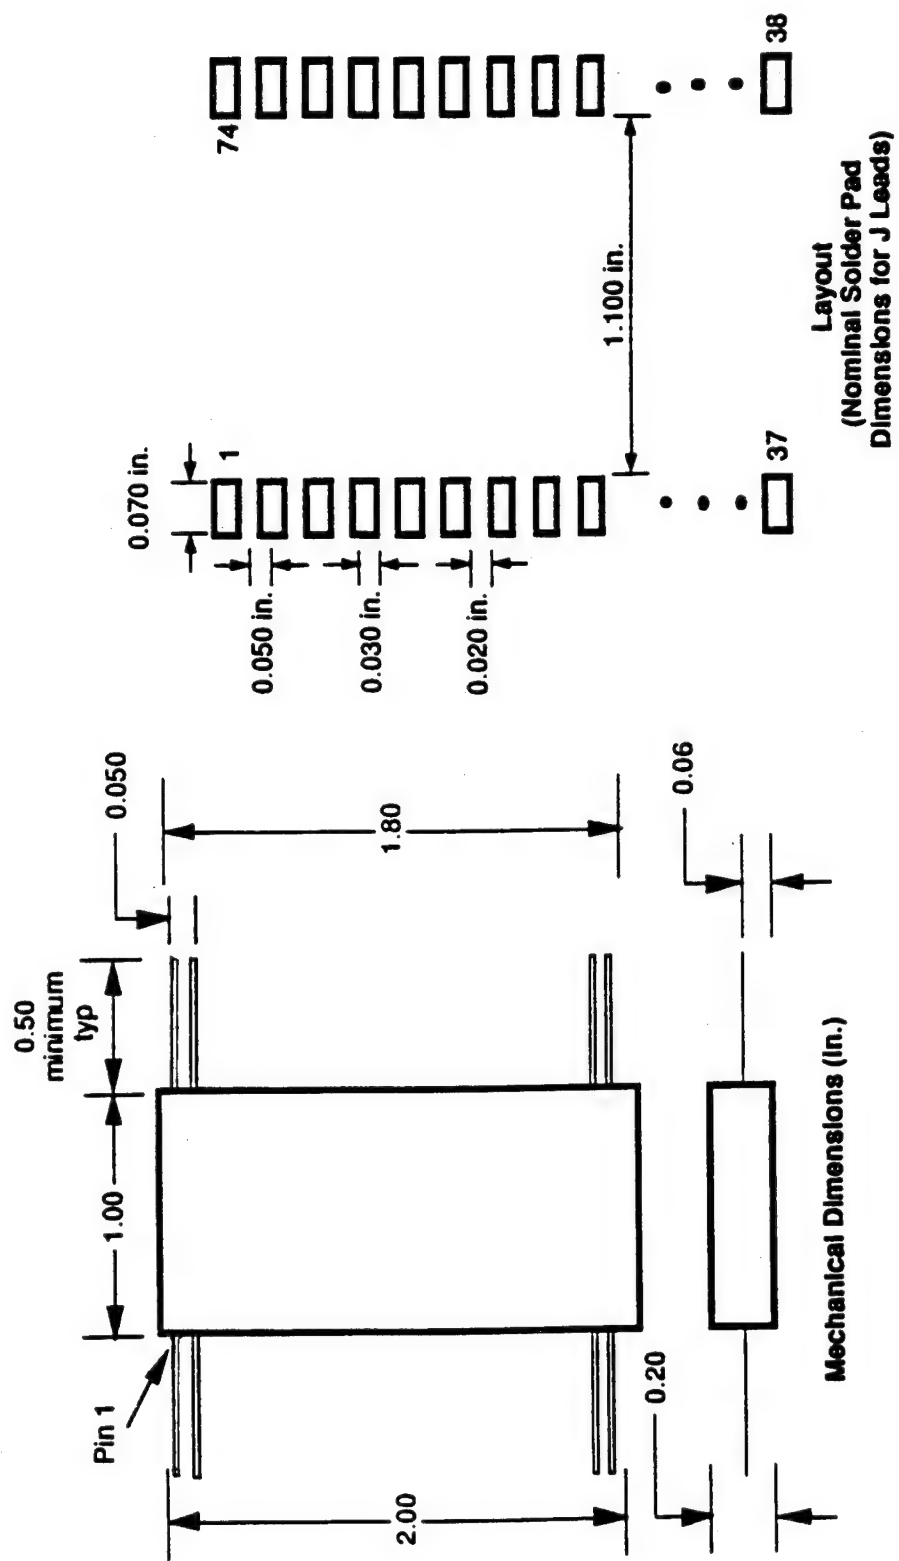 0.50
minimum
typ
0.050
1.00
Pin 1
1.80
2.00
0.06
0.20
Mechanical Dimensions (in.)
0.070 in.
1
74
0.050 in.
0.030 in.
0.020 in.
1.100 in.
37
38
Layout
(Nominal Solder Pad
Dimensions for J Leads)